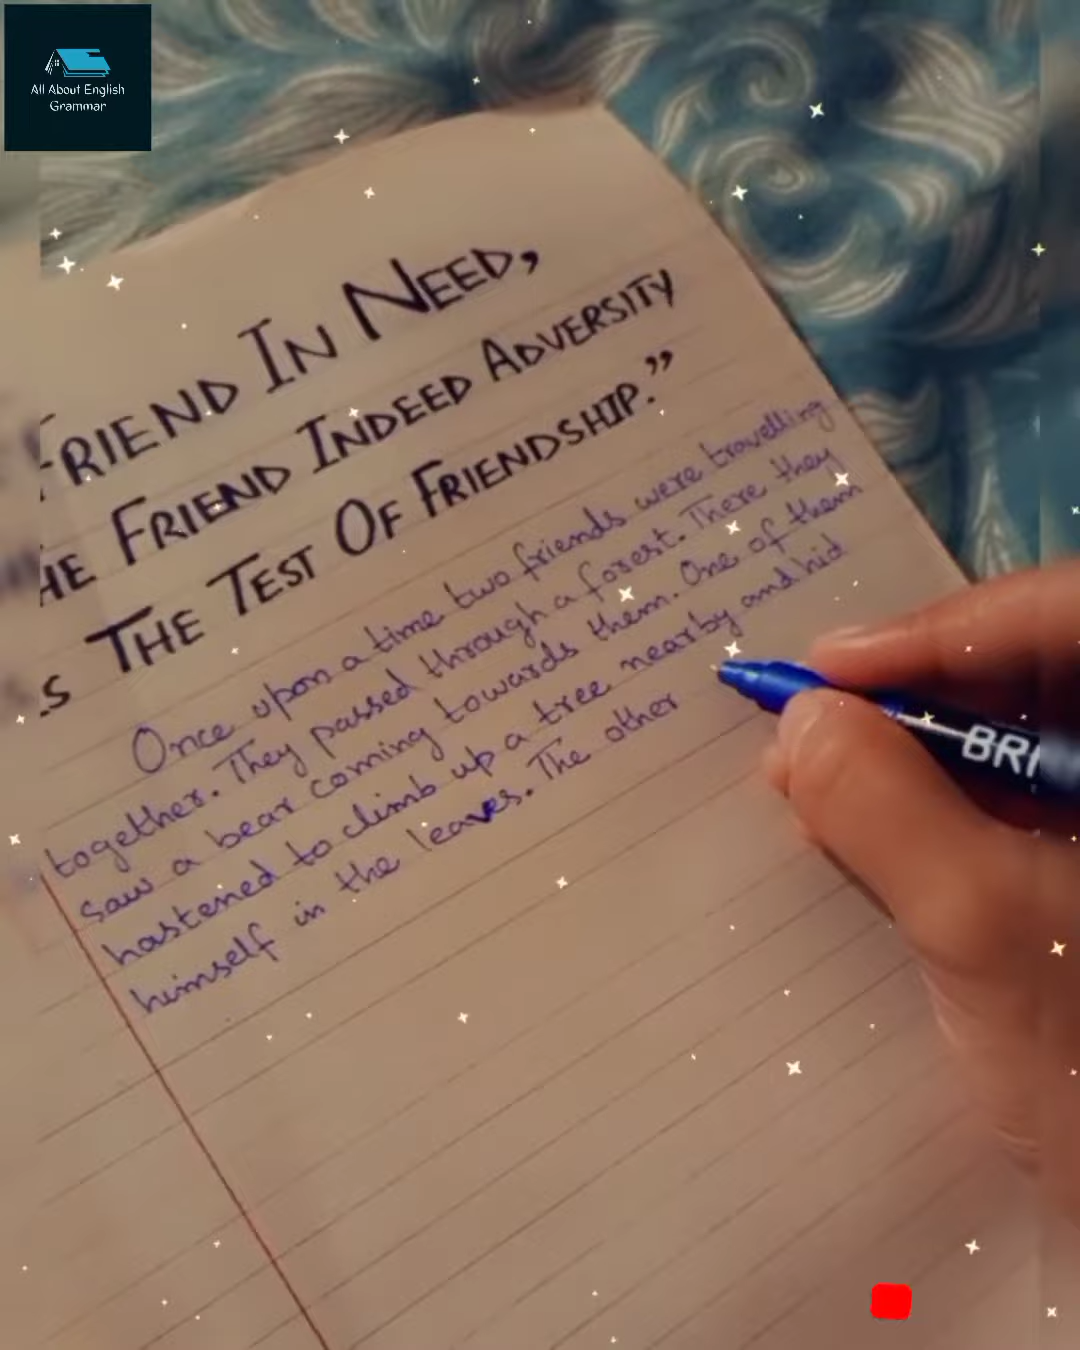 All About English
Grammar
FRIEND IN NEED,
HE FRIEND INDEED ADVERSITY
S THE TEST OF FRIENDSHIP.”
Once upon a time two friends were travelling
together. They passed through a forest. There they
saw a bear coming towards them. One of them
hastened to climb up a tree nearby and hid
himself in the leaves. The other
BRI